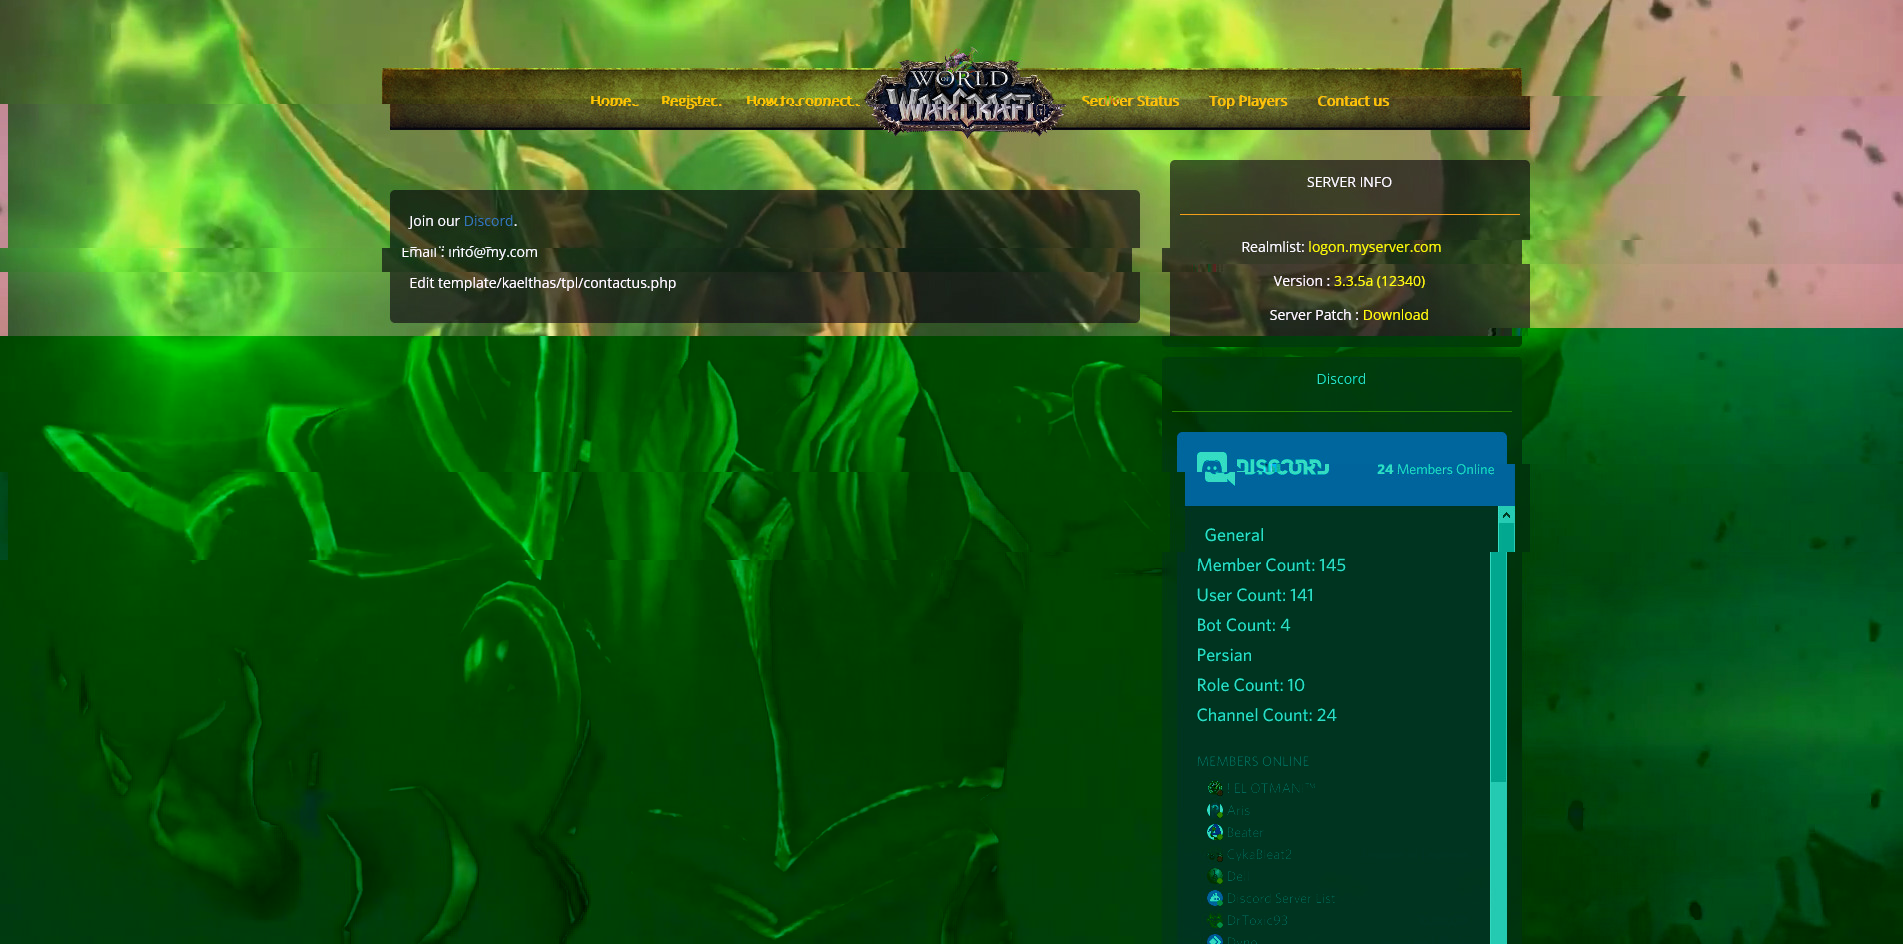 Home
Register
How to connect
WORLD OF WARCRAFT
Server Status
Top Players
Contact us
Join our Discord.
Email : info@my.com
Edit template/kaelthas/tpl/contactus.php
SERVER INFO
Realmlist: logon.myserver.com
Version : 3.3.5a (12340)
Server Patch : Download
Discord
DISCORD
24 Members Online
General
Member Count: 145
User Count: 141
Bot Count: 4
Persian
Role Count: 10
Channel Count: 24
MEMBERS ONLINE
! EL OTMAN ™
Aris
Beater
CykaBleat2
Discord Server List
DrToxic93